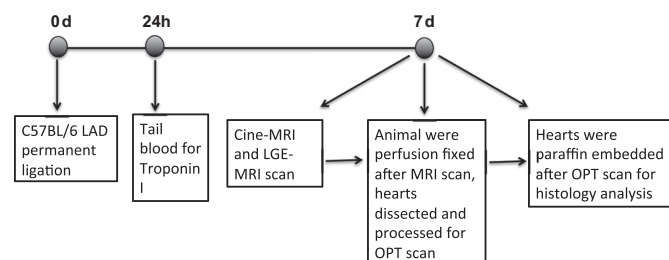 0d
24h
7d
C57BL/6 LAD
permanent
ligation
Tail
blood for
Troponin
I
Cine-MRI
and LGE-
MRI scan
Animal were
perfusion fixed
after MRI scan,
hearts
dissected and
processed for
OPT scan
Hearts were
paraffin embedded
after OPT scan for
histology analysis